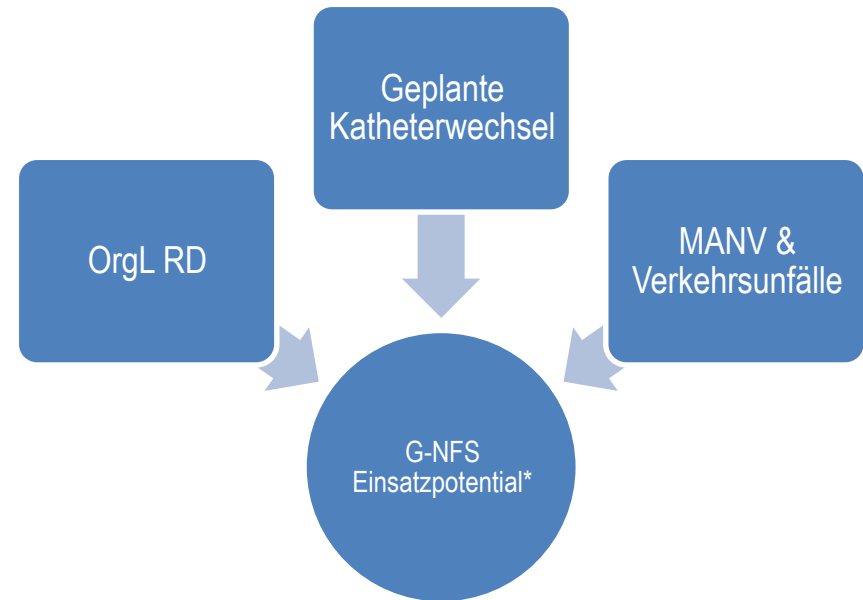 Geplante
Katheterwechsel
OrgL RD
MANV &
Verkehrsunfälle
G-NFS
Einsatzpotential*